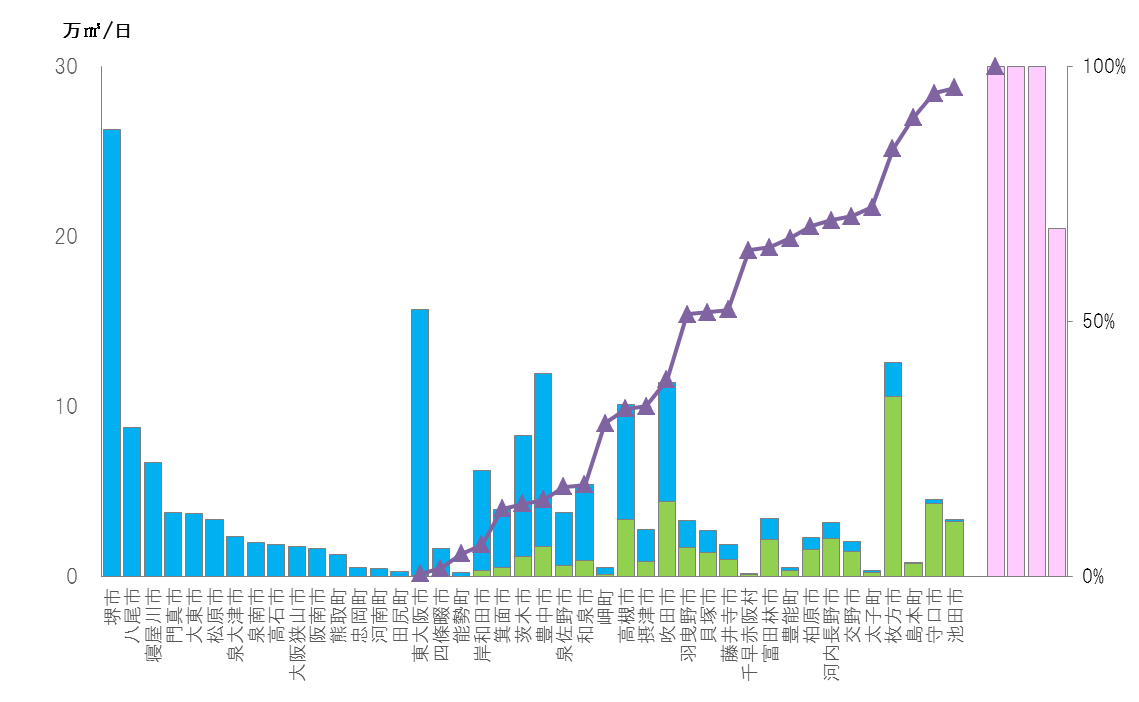 万㎥/日
30
20
10
0
100%
50%
0%
堺市
八尾市
寝屋川市
門真市
大東市
松原市
泉大津市
泉南市
高石市
大阪狭山市
阪南市
熊取町
忠岡町
河南町
田尻町
東大阪市
四條畷市
能勢町
岸和田市
箕面市
茨木市
豊中市
泉佐野市
和泉市
岬町
高槻市
摂津市
吹田市
羽曳野市
貝塚市
藤井寺市
千早赤阪村
富田林市
豊能町
柏原市
河内長野市
交野市
太子町
枚方市
島本町
守口市
池田市